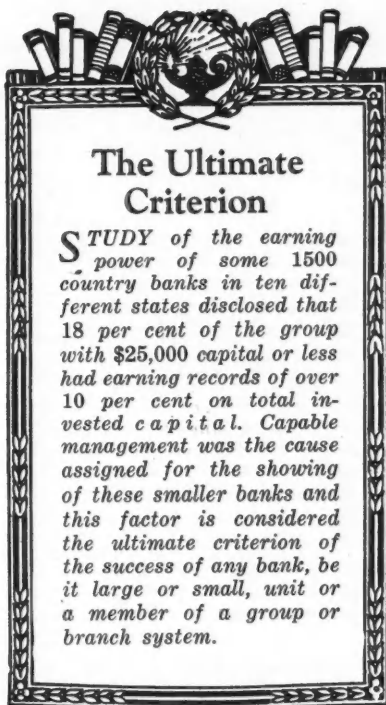 The Ultimate
Criterion
STUDY of the earning
power of some 1500
country banks in ten dif-
ferent states disclosed that
18 per cent of the group
with $25,000 capital or less
had earning records of over
10 per cent on total in-
vested capital. Capable
management was the cause
assigned for the showing
of these smaller banks and
this factor is considered
the ultimate criterion of
the success of any bank, be
it large or small, unit or
a member of a group or
branch system.